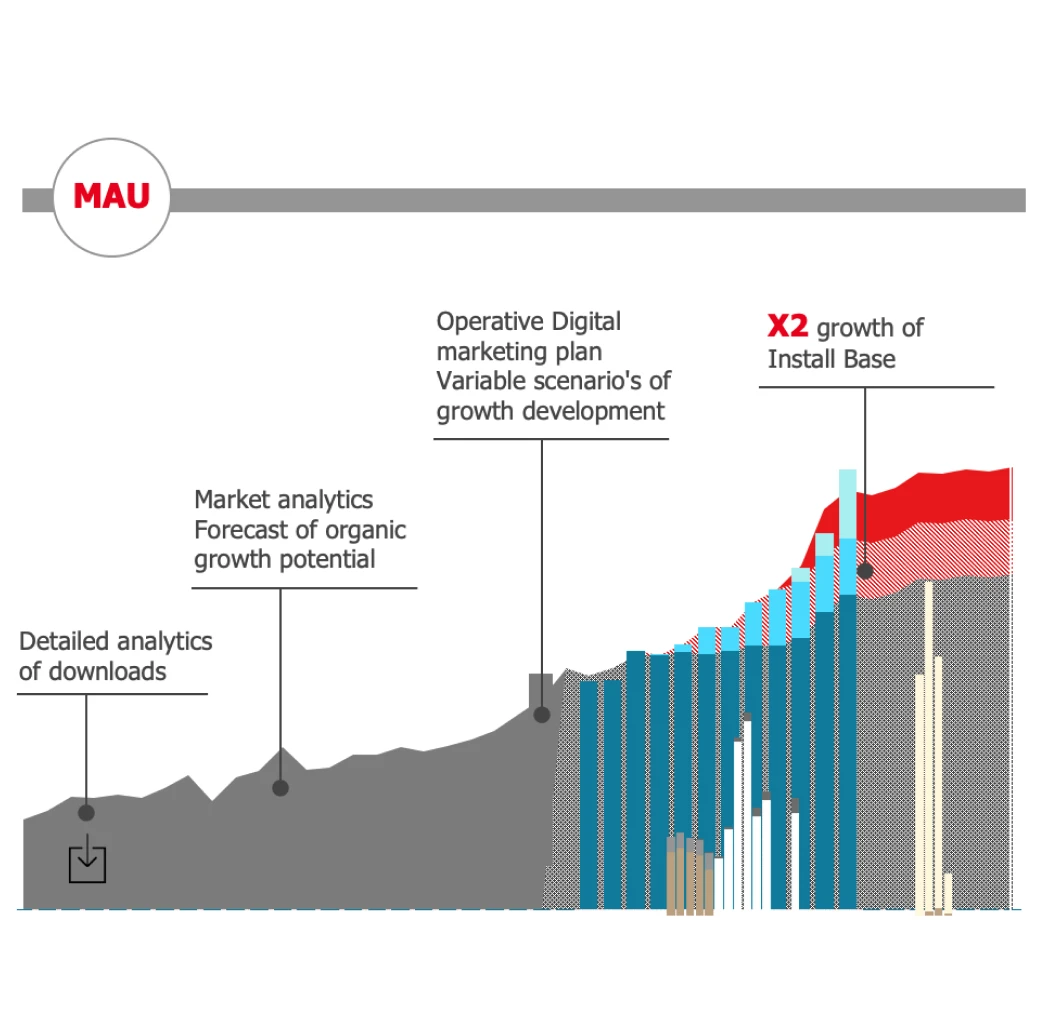 MAU
Operative Digital
marketing plan
Variable scenario's of
growth development
X2 growth of
Install Base
Market analytics
Forecast of organic
growth potential
Detailed analytics
of downloads